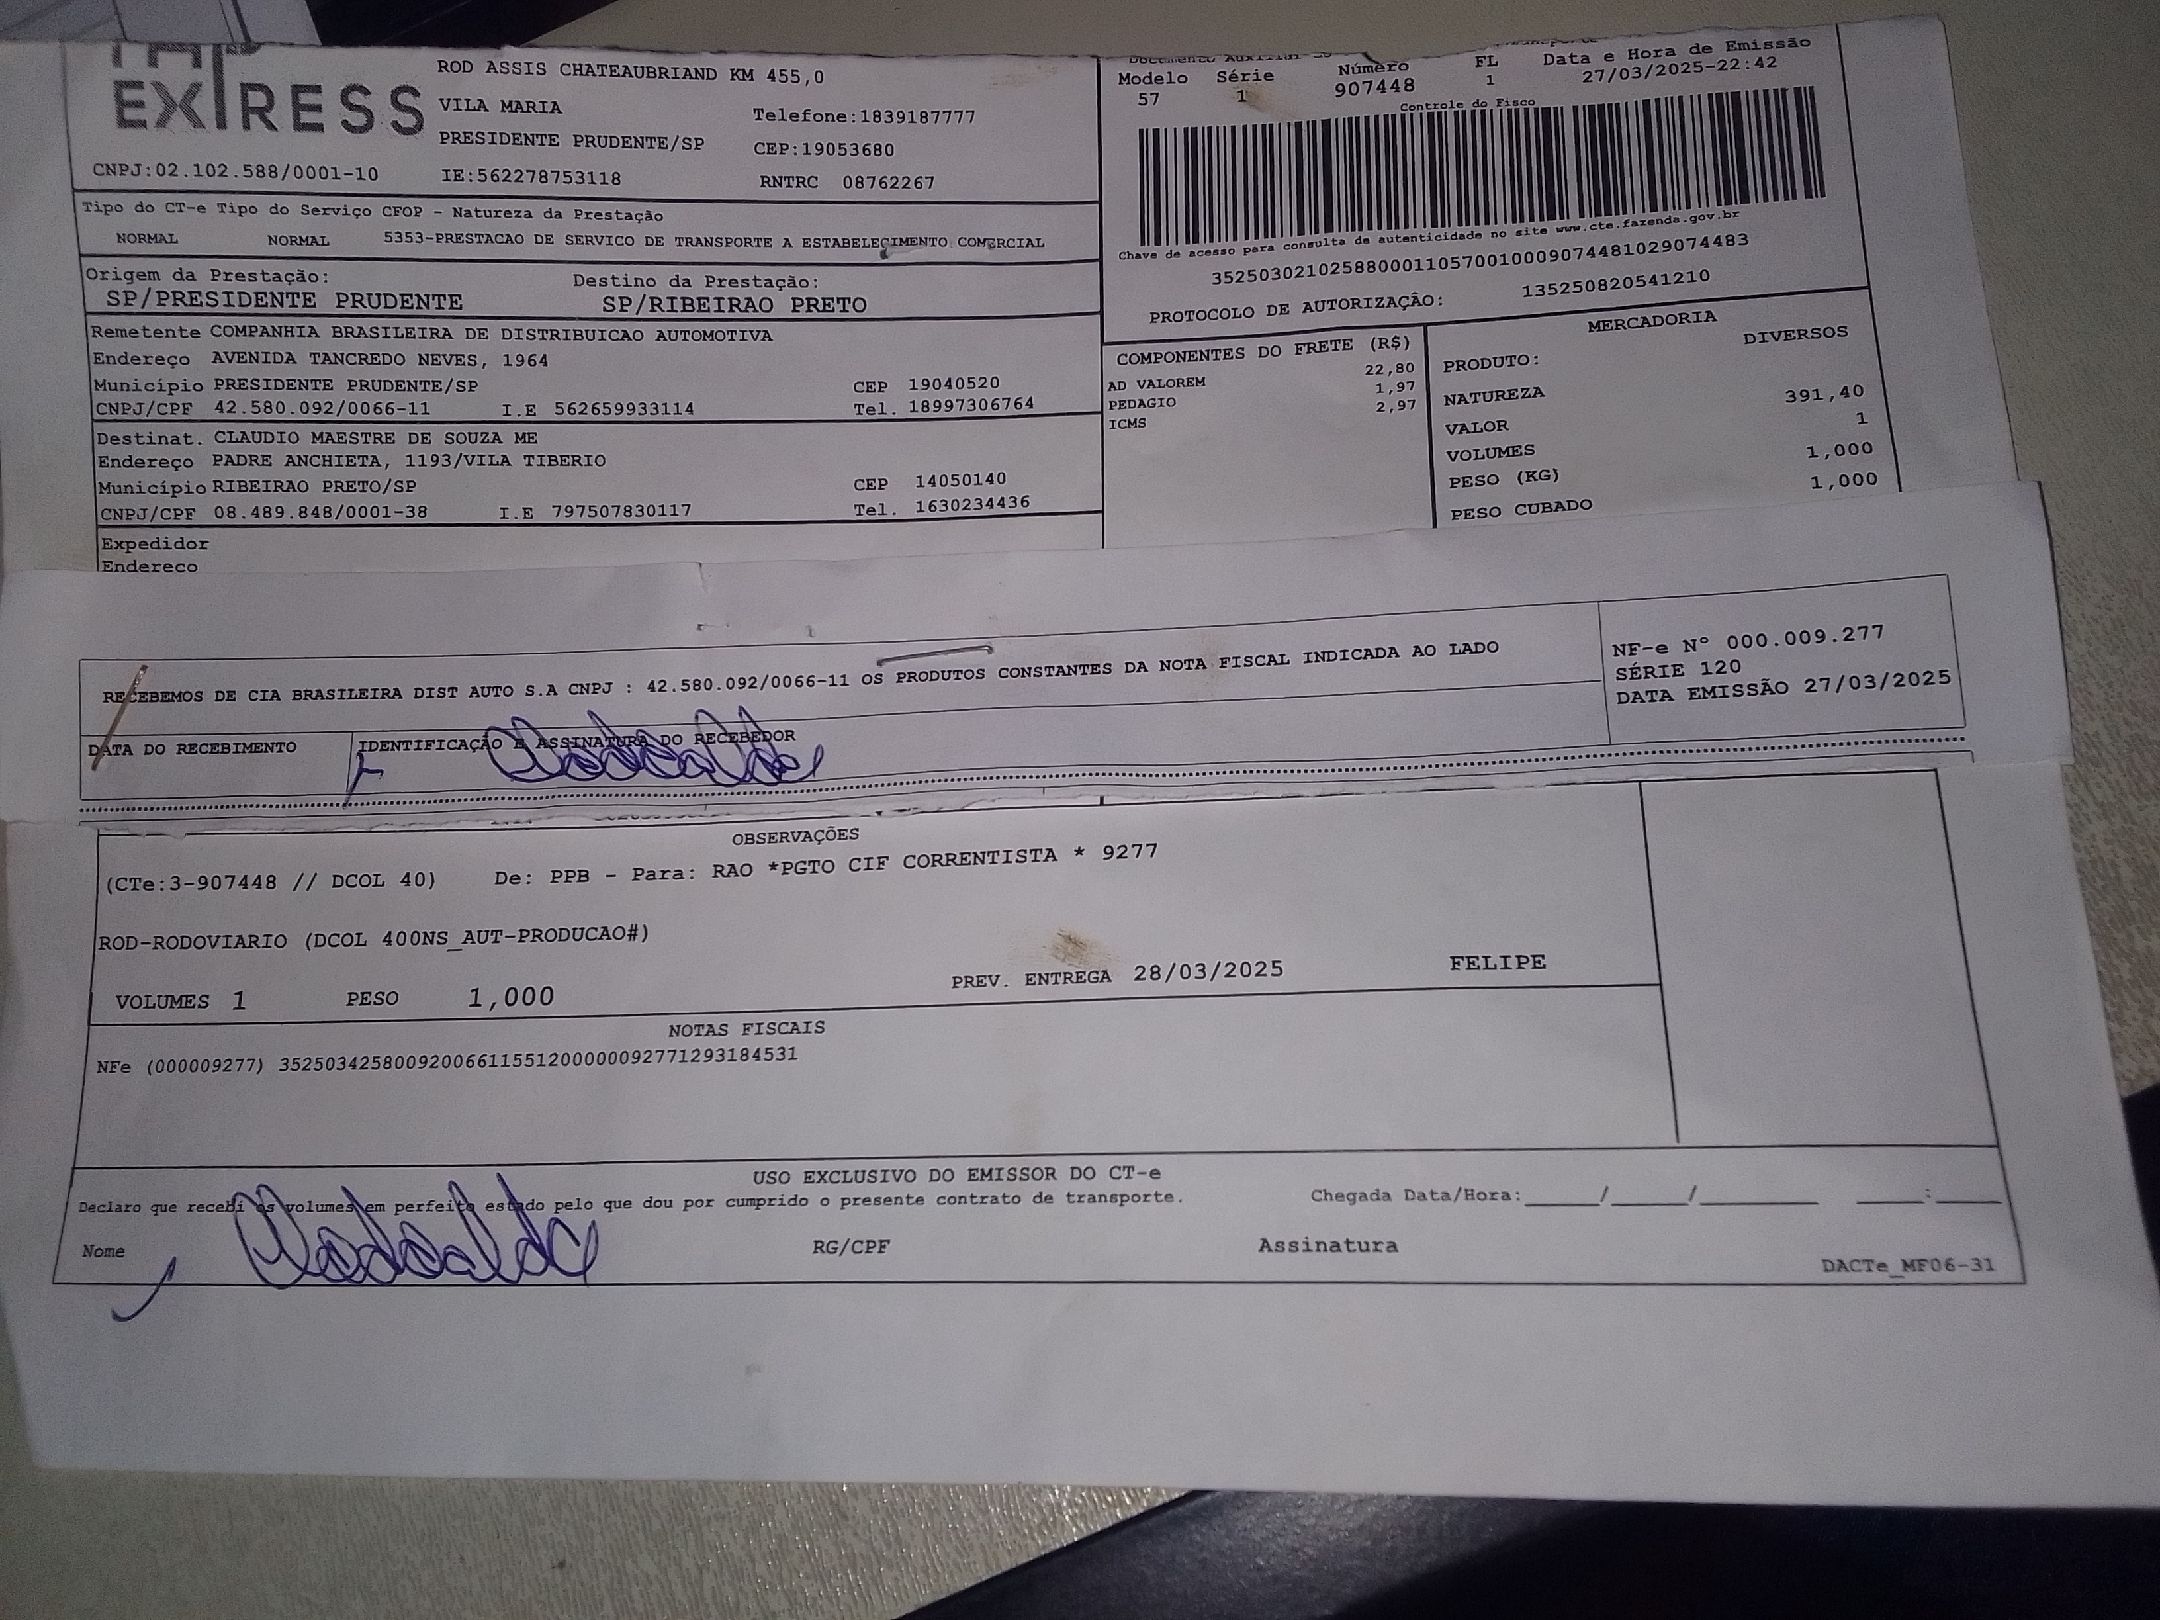 EXPRESS
ROD ASSIS CHATEAUBRIAND KM 455,0
VILA MARIA
Telefone:1839187777
PRESIDENTE PRUDENTE/SP
CEP:19053680
CNPJ:02.102.588/0001-10
IE:562278753118
RNTRC 08762267
Modelo Série Número FL Data e Hora de Emissão
57 1 907448 1 27/03/2025-22:42
Controle do Fisco
Chave de acesso para consulta de autenticidade no site www.cte.fazenda.gov.br
35250302102588000110570010009074481029074483
PROTOCOLO DE AUTORIZAÇÃO: 135250820541210
Tipo do CT-e Tipo do Serviço CFOP - Natureza da Prestação
NORMAL NORMAL 5353-PRESTACAO DE SERVICO DE TRANSPORTE A ESTABELECIMENTO COMERCIAL
Origem da Prestação: Destino da Prestação:
SP/PRESIDENTE PRUDENTE SP/RIBEIRAO PRETO
Remetente COMPANHIA BRASILEIRA DE DISTRIBUICAO AUTOMOTIVA
Endereço AVENIDA TANCREDO NEVES, 1964
Município PRESIDENTE PRUDENTE/SP CEP 19040520
CNPJ/CPF 42.580.092/0066-11 I.E 562659933114 Tel. 18997306764
Destinat. CLAUDIO MAESTRE DE SOUZA ME
Endereço PADRE ANCHIETA, 1193/VILA TIBERIO
Município RIBEIRAO PRETO/SP CEP 14050140
CNPJ/CPF 08.489.848/0001-38 I.E 797507830117 Tel. 1630234436
Expedidor
Endereco
COMPONENTES DO FRETE (R$)
22,80
AD VALOREM 1,97
PEDAGIO 2,97
ICMS
MERCADORIA
PRODUTO: DIVERSOS
NATUREZA
VALOR 391,40
VOLUMES 1
PESO (KG) 1,000
PESO CUBADO 1,000
RECEBEMOS DE CIA BRASILEIRA DIST AUTO S.A CNPJ : 42.580.092/0066-11 OS PRODUTOS CONSTANTES DA NOTA FISCAL INDICADA AO LADO
NF-e N° 000.009.277
SÉRIE 120
DATA EMISSÃO 27/03/2025
DATA DO RECEBIMENTO
IDENTIFICAÇÃO E ASSINATURA DO RECEBEDOR
OBSERVAÇÕES
(CTe:3-907448 // DCOL 40) De: PPB - Para: RAO *PGTO CIF CORRENTISTA * 9277
ROD-RODOVIARIO (DCOL 400NS_AUT-PRODUCAO#)
VOLUMES 1 PESO 1,000 PREV. ENTREGA 28/03/2025 FELIPE
NOTAS FISCAIS
NFe (000009277) 35250342580092006611551200000092771293184531
USO EXCLUSIVO DO EMISSOR DO CT-e
Declaro que recebi os volumes em perfeito estado pelo que dou por cumprido o presente contrato de transporte. Chegada Data/Hora:____/____/____ ____:____
Nome RG/CPF Assinatura
DACTe_MF06-31